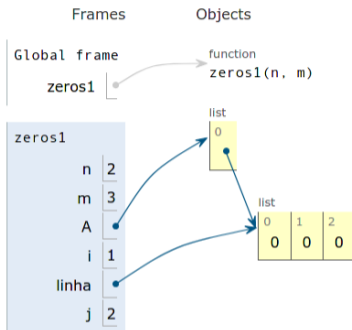 Frames Objects
Global frame
zeros1
function
zeros1(n, m)
list
0
zeros1
n 2
m 3
A
i 1
linha
j 2
list
0 1 2
0 0 0